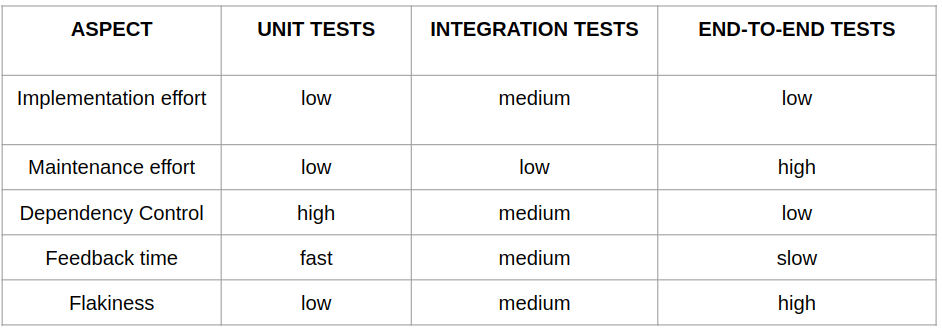 ASPECT UNIT TESTS INTEGRATION TESTS END-TO-END TESTS
Implementation effort low medium low
Maintenance effort low low high
Dependency Control high medium low
Feedback time fast medium slow
Flakiness low medium high